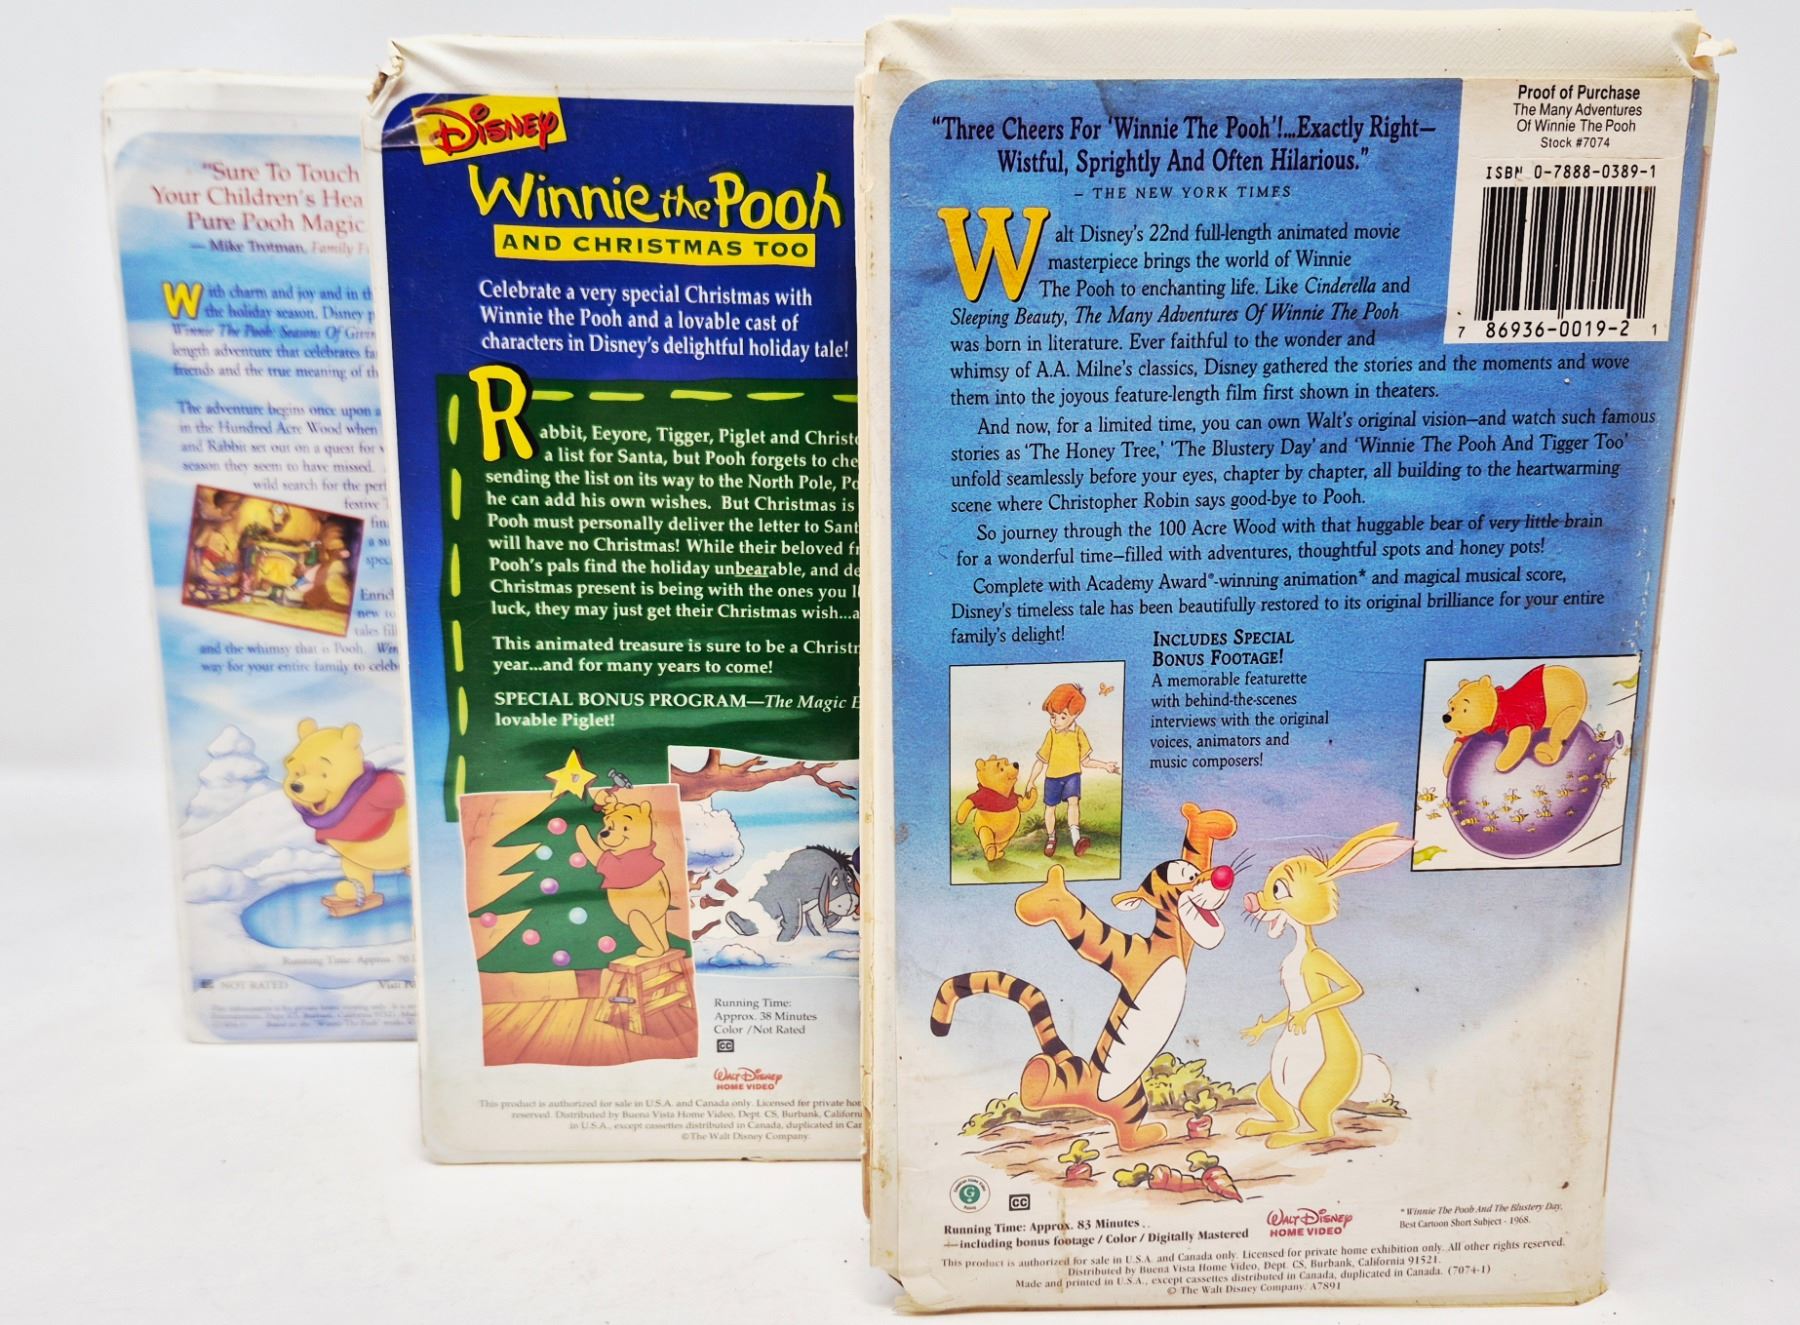 "Sure To Touch
Your Children's Hea
Pure Pooh Magic
— Mike Trotman, Family F
With charm and joy and in th
the holiday season, Disney p
Winnie The Pooh: Seasons Of Givin
length adventure that celebrates fa
friends and the true meaning of th
The adventure begins once upon a
in the Hundred Acre Wood when
and Rabbit set out on a quest for
season they seem to have missed.
wild search for the perf
festive
fin
a su
spec
Enric
new
tales fill
and the whimsy that is Pooh, Win
way for your entire family to celeb
Running Time: Approx. 70
NOT RATED
DISNEY
Winnie the Pooh
AND CHRISTMAS TOO
Celebrate a very special Christmas with
Winnie the Pooh and a lovable cast of
characters in Disney's delightful holiday tale!
Rabbit, Eeyore, Tigger, Piglet and Christo
a list for Santa, but Pooh forgets to che
sending the list on its way to the North Pole, Po
he can add his own wishes. But Christmas is
Pooh must personally deliver the letter to Sant
will have no Christmas! While their beloved fr
Pooh's pals find the holiday unbearable, and de
Christmas present is being with the ones you l
luck, they may just get their Christmas wish...a
This animated treasure is sure to be a Christm
year...and for many years to come!
SPECIAL BONUS PROGRAM—The Magic E
lovable Piglet!
Running Time:
Approx. 38 Minutes
Color /Not Rated
CC
WALT DISNEY
HOME VIDEO
This product is authorized for sale in U.S.A. and Canada only. Licensed for private ho
reserved. Distributed by Buena Vista Home Video, Dept. CS, Burbank, Californ
in U.S.A., except cassettes distributed in Canada, duplicated in Ca
© The Walt Disney Company.
"Three Cheers For 'Winnie The Pooh'!...Exactly Right—
Wistful, Sprightly And Often Hilarious."
– THE NEW YORK TIMES
Proof of Purchase
The Many Adventures
Of Winnie The Pooh
Stock #7074
ISBN 0-7888-0389-1
7 86936-0019-2 1
Walt Disney's 22nd full-length animated movie
masterpiece brings the world of Winnie
The Pooh to enchanting life. Like Cinderella and
Sleeping Beauty, The Many Adventures Of Winnie The Pooh
was born in literature. Ever faithful to the wonder and
whimsy of A.A. Milne's classics, Disney gathered the stories and the moments and wove
them into the joyous feature-length film first shown in theaters.
And now, for a limited time, you can own Walt's original vision—and watch such famous
stories as 'The Honey Tree,' 'The Blustery Day' and 'Winnie The Pooh And Tigger Too'
unfold seamlessly before your eyes, chapter by chapter, all building to the heartwarming
scene where Christopher Robin says good-bye to Pooh.
So journey through the 100 Acre Wood with that huggable bear of very little brain
for a wonderful time—filled with adventures, thoughtful spots and honey pots!
Complete with Academy Award®-winning animation* and magical musical score,
Disney's timeless tale has been beautifully restored to its original brilliance for your entire
family's delight!
INCLUDES SPECIAL
BONUS FOOTAGE!
A memorable featurette
with behind-the-scenes
interviews with the original
voices, animators and
music composers!
G
CC
Running Time: Approx. 83 Minutes
—including bonus footage / Color / Digitally Mastered
WALT DISNEY
HOME VIDEO
* Winnie The Pooh And The Blustery Day,
Best Cartoon Short Subject - 1968.
This product is authorized for sale in U.S.A. and Canada only. Licensed for private home exhibition only. All other rights reserved.
Distributed by Buena Vista Home Video, Dept. CS, Burbank, California 91521.
Made and printed in U.S.A., except cassettes distributed in Canada, duplicated in Canada. (7074-1)
© The Walt Disney Company. A7891